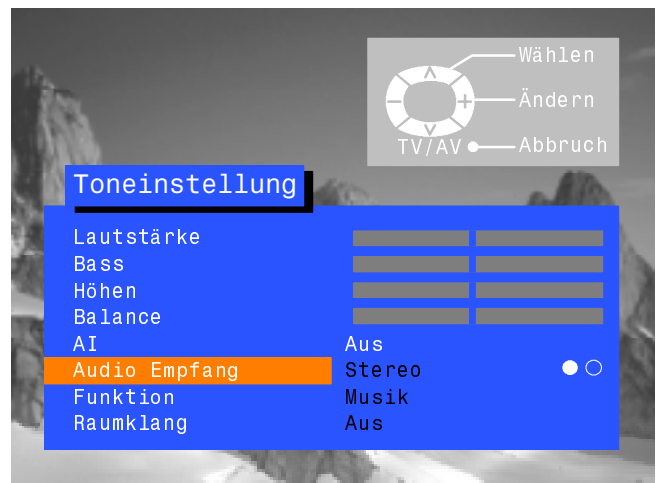 Wählen
Ändern
TV/AV Abbruch
Toneinstellung
Lautstärke
Bass
Höhen
Balance
AI Aus
Audio Empfang Stereo
Funktion Musik
Raumklang Aus